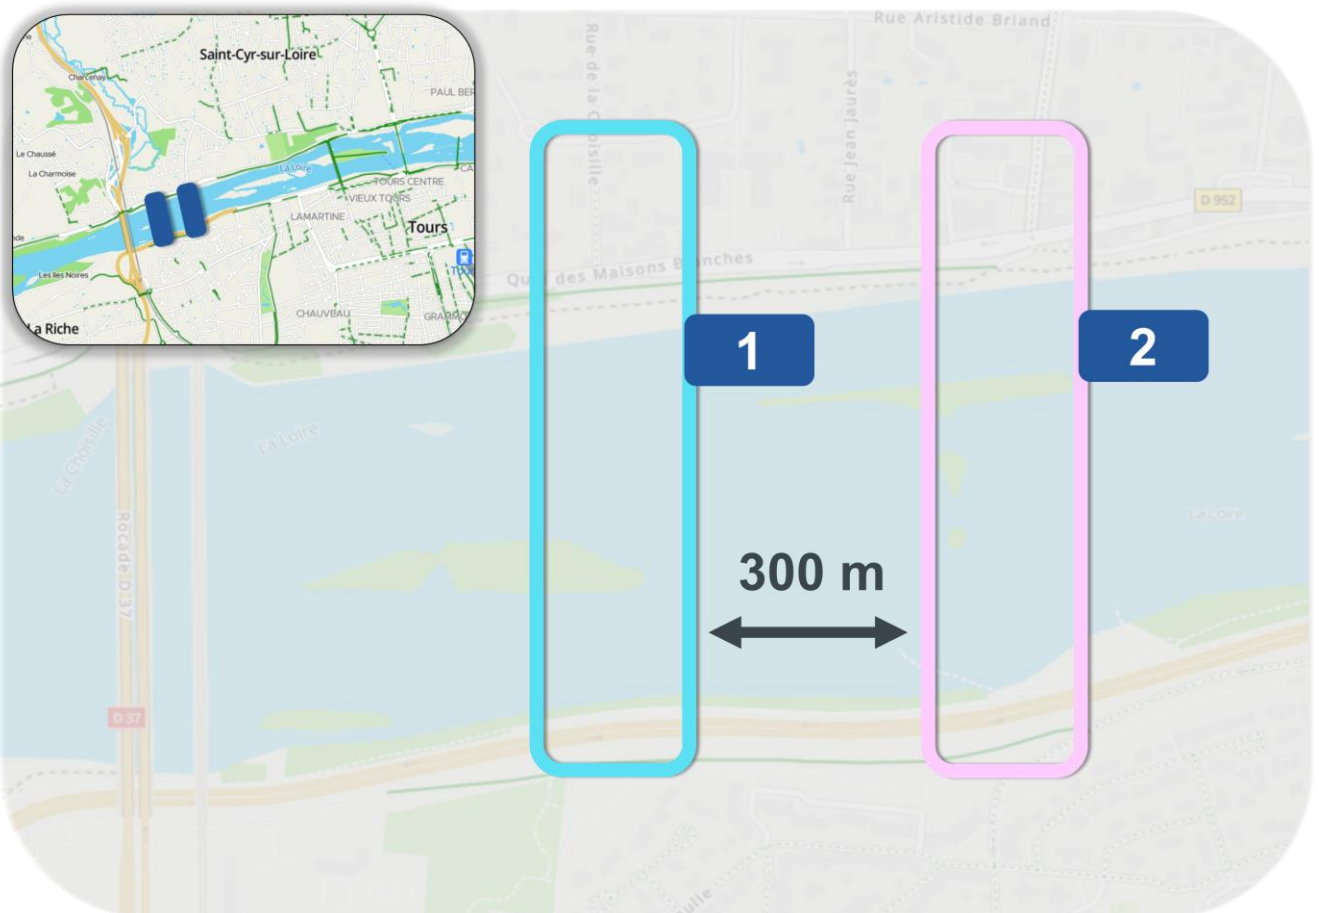 Saint-Cyr-sur-Loire
Charcenay
PAUL BER
Le Chaussé
La Charmoise
La Loire
TOURS CENTRE
VIEUX TOURS
LAMARTINE
Tours
Les Îles Noires
CHAUVEAU
La Riche
Rue Aristide Briand
Rue de la Choisille
Rue Jean Jaurès
D 952
Quai des Maisons Blanches
1
2
La Choisille
La Loire
La Loire
Rocade D 37
300 m
D 37